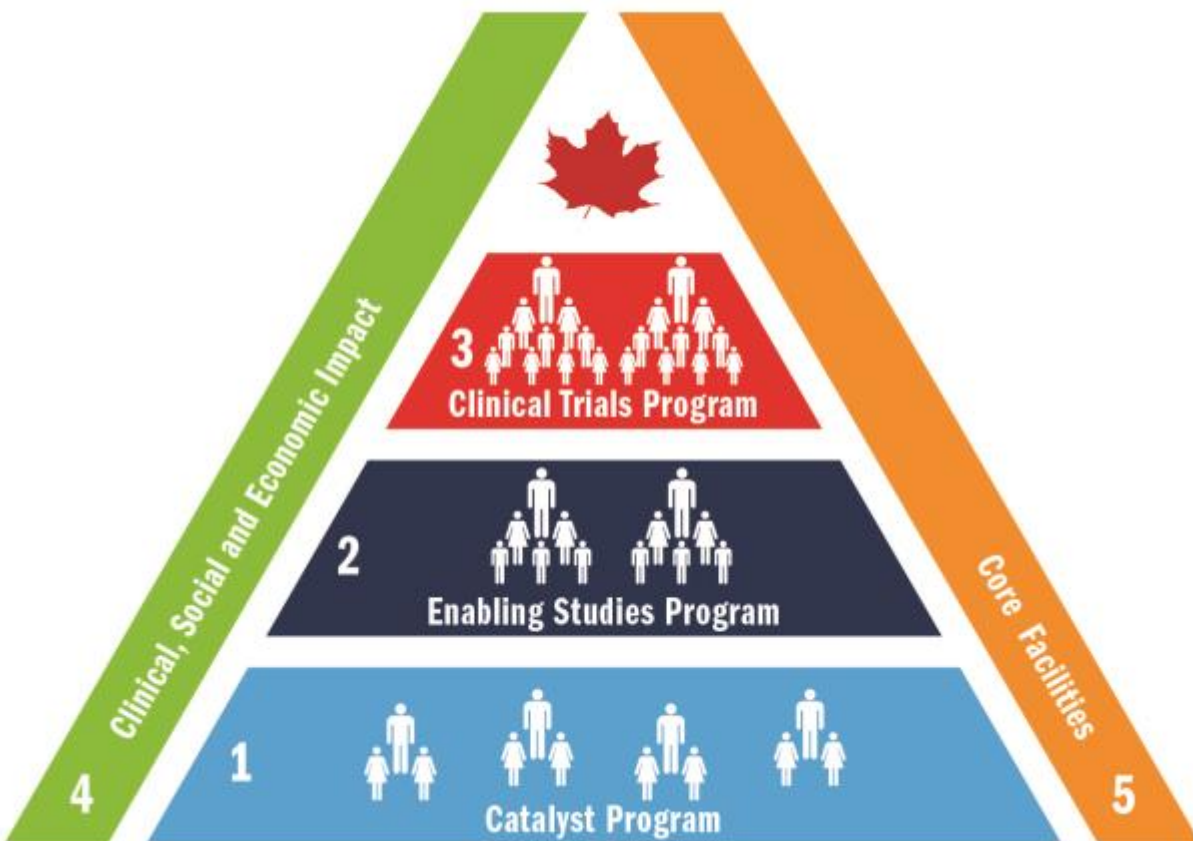 3
Clinical Trials Program
2
Enabling Studies Program
1
Catalyst Program
Clinical, Social and Economic Impact
4
Core Facilities
5